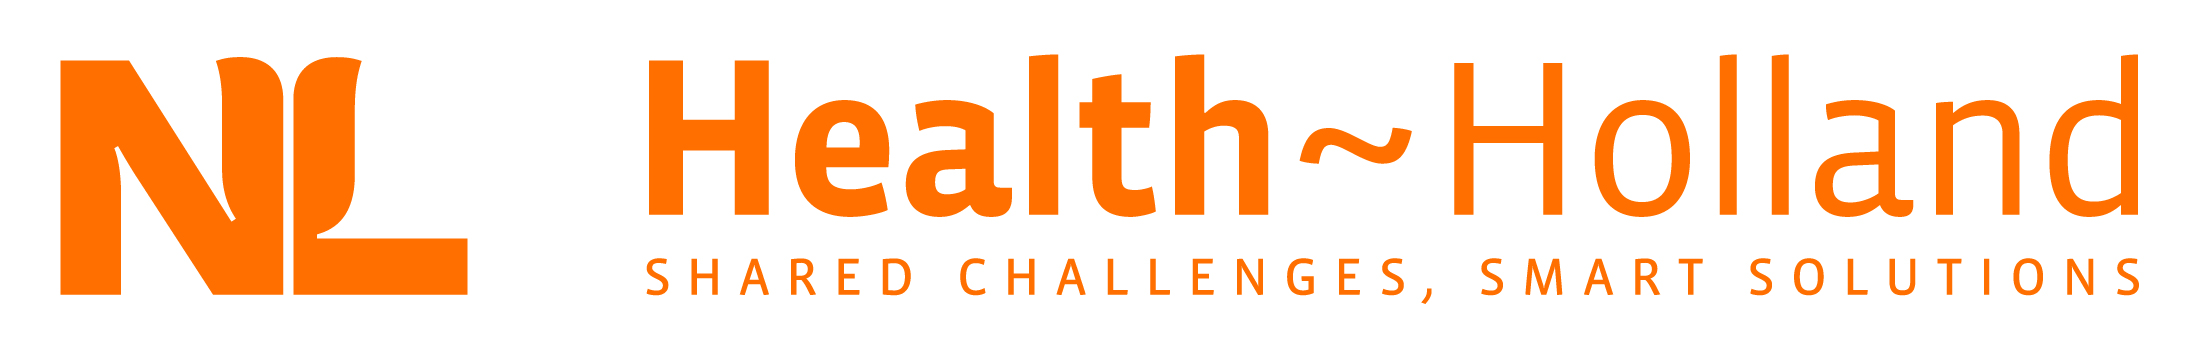 NL
Health~Holland
SHARED CHALLENGES, SMART SOLUTIONS